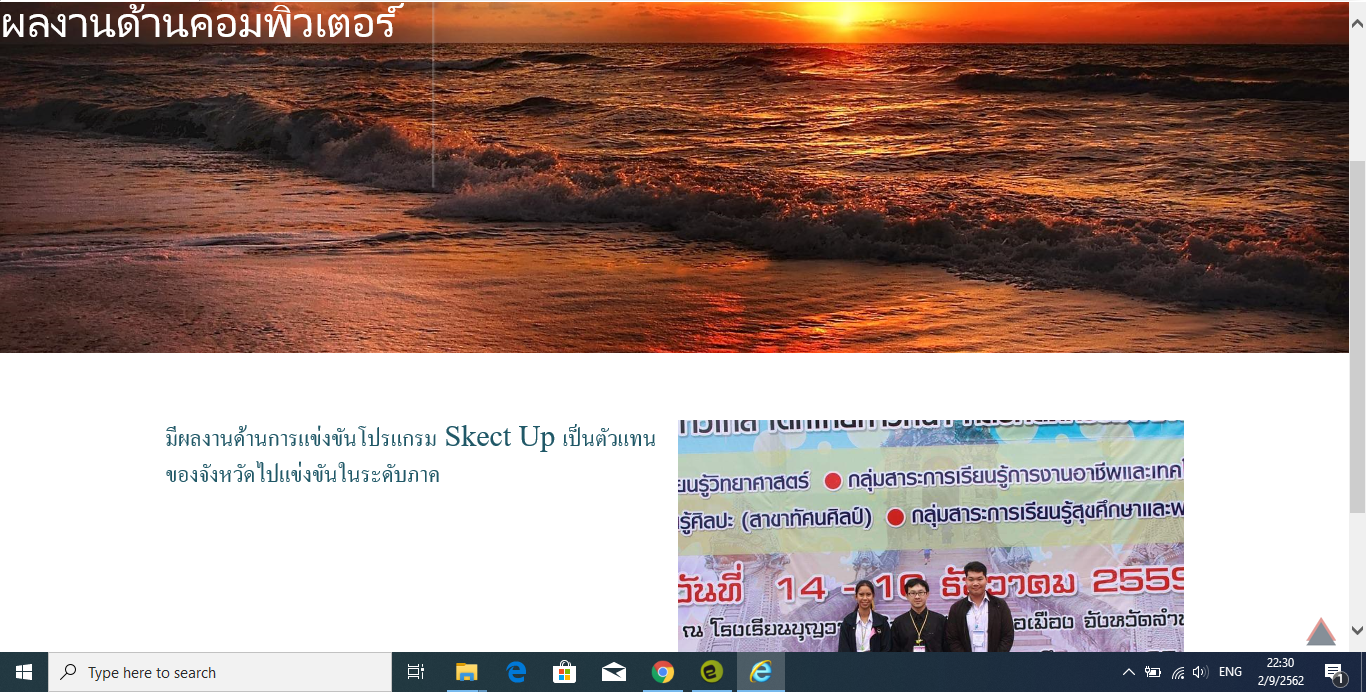 ผลงานด้านคอมพิวเตอร์
มีผลงานด้านการแข่งขันโปรแกรม Skect Up เป็นตัวแทน
ของจังหวัดไปแข่งขันในระดับภาค
ยนรู้วิทยาศาสตร์ ● กลุ่มสาระการเรียนรู้การงานอาชีพและเทค
รู้ศิลปะ (สาขาทัศนศิลป์) ● กลุ่มสาระการเรียนรู้สุขศึกษาและพ
วันที่ 14 - 16 ธันวาคม 2559
ณ โรงเรียนบุญวา อเมือง จังหวัดลำป
Type here to search
ENG
22:30
2/9/2562
1